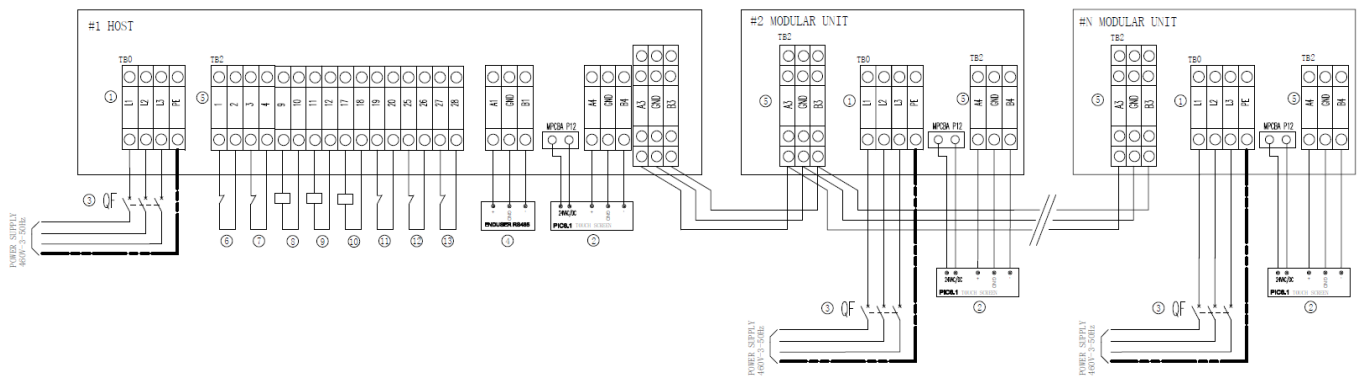 #1 HOST
TB0
① L1 L2 L3 PE
TB2
⑤ 1 2 3 4 9 10 11 12 17 18 19 20 25 26 27 28
A1 GND B1
MPCBA P12
A4 GND B4
A3 GND B3
③ QF
POWER SUPPLY
460V-3-50Hz
⑥ ⑦ ⑧ ⑨ ⑩ ⑪ ⑫ ⑬
+ GND -
ENDUSER RS485
④
24VAC/DC + GND -
PIC6.1 TOUCH SCREEN
②
#2 MODULAR UNIT
TB2
⑤ A3 GND B3
TB0
① L1 L2 L3 PE
MPCBA P12
TB2
⑤ A4 GND B4
24VAC/DC + GND -
PIC6.1 TOUCH SCREEN
②
③ QF
POWER SUPPLY
460V-3-50Hz
#N MODULAR UNIT
TB2
⑤ A3 GND B3
TB0
① L1 L2 L3 PE
MPCBA P12
TB2
⑤ A4 GND B4
24VAC/DC + GND -
PIC6.1 TOUCH SCREEN
②
③ QF
POWER SUPPLY
460V-3-50Hz